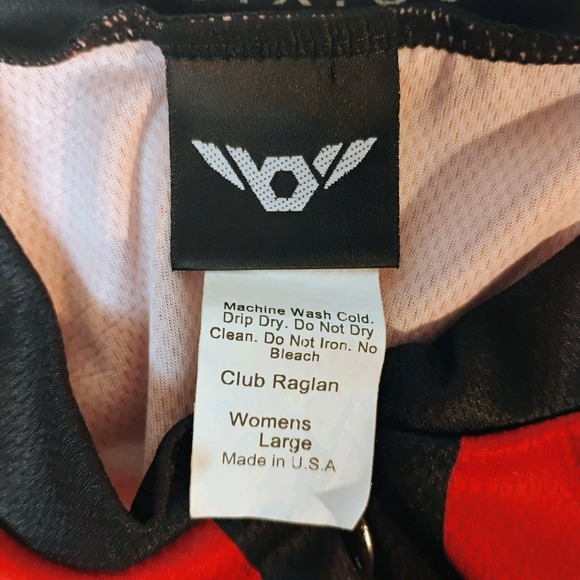 Machine Wash Cold.
Drip Dry. Do Not Dry
Clean. Do Not Iron. No
Bleach
Club Raglan
Womens
Large
Made in U.S.A